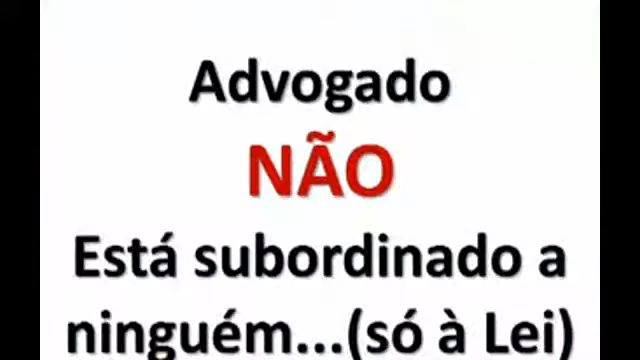 Advogado
NÃO
Está subordinado a
ninguém...(só à Lei)